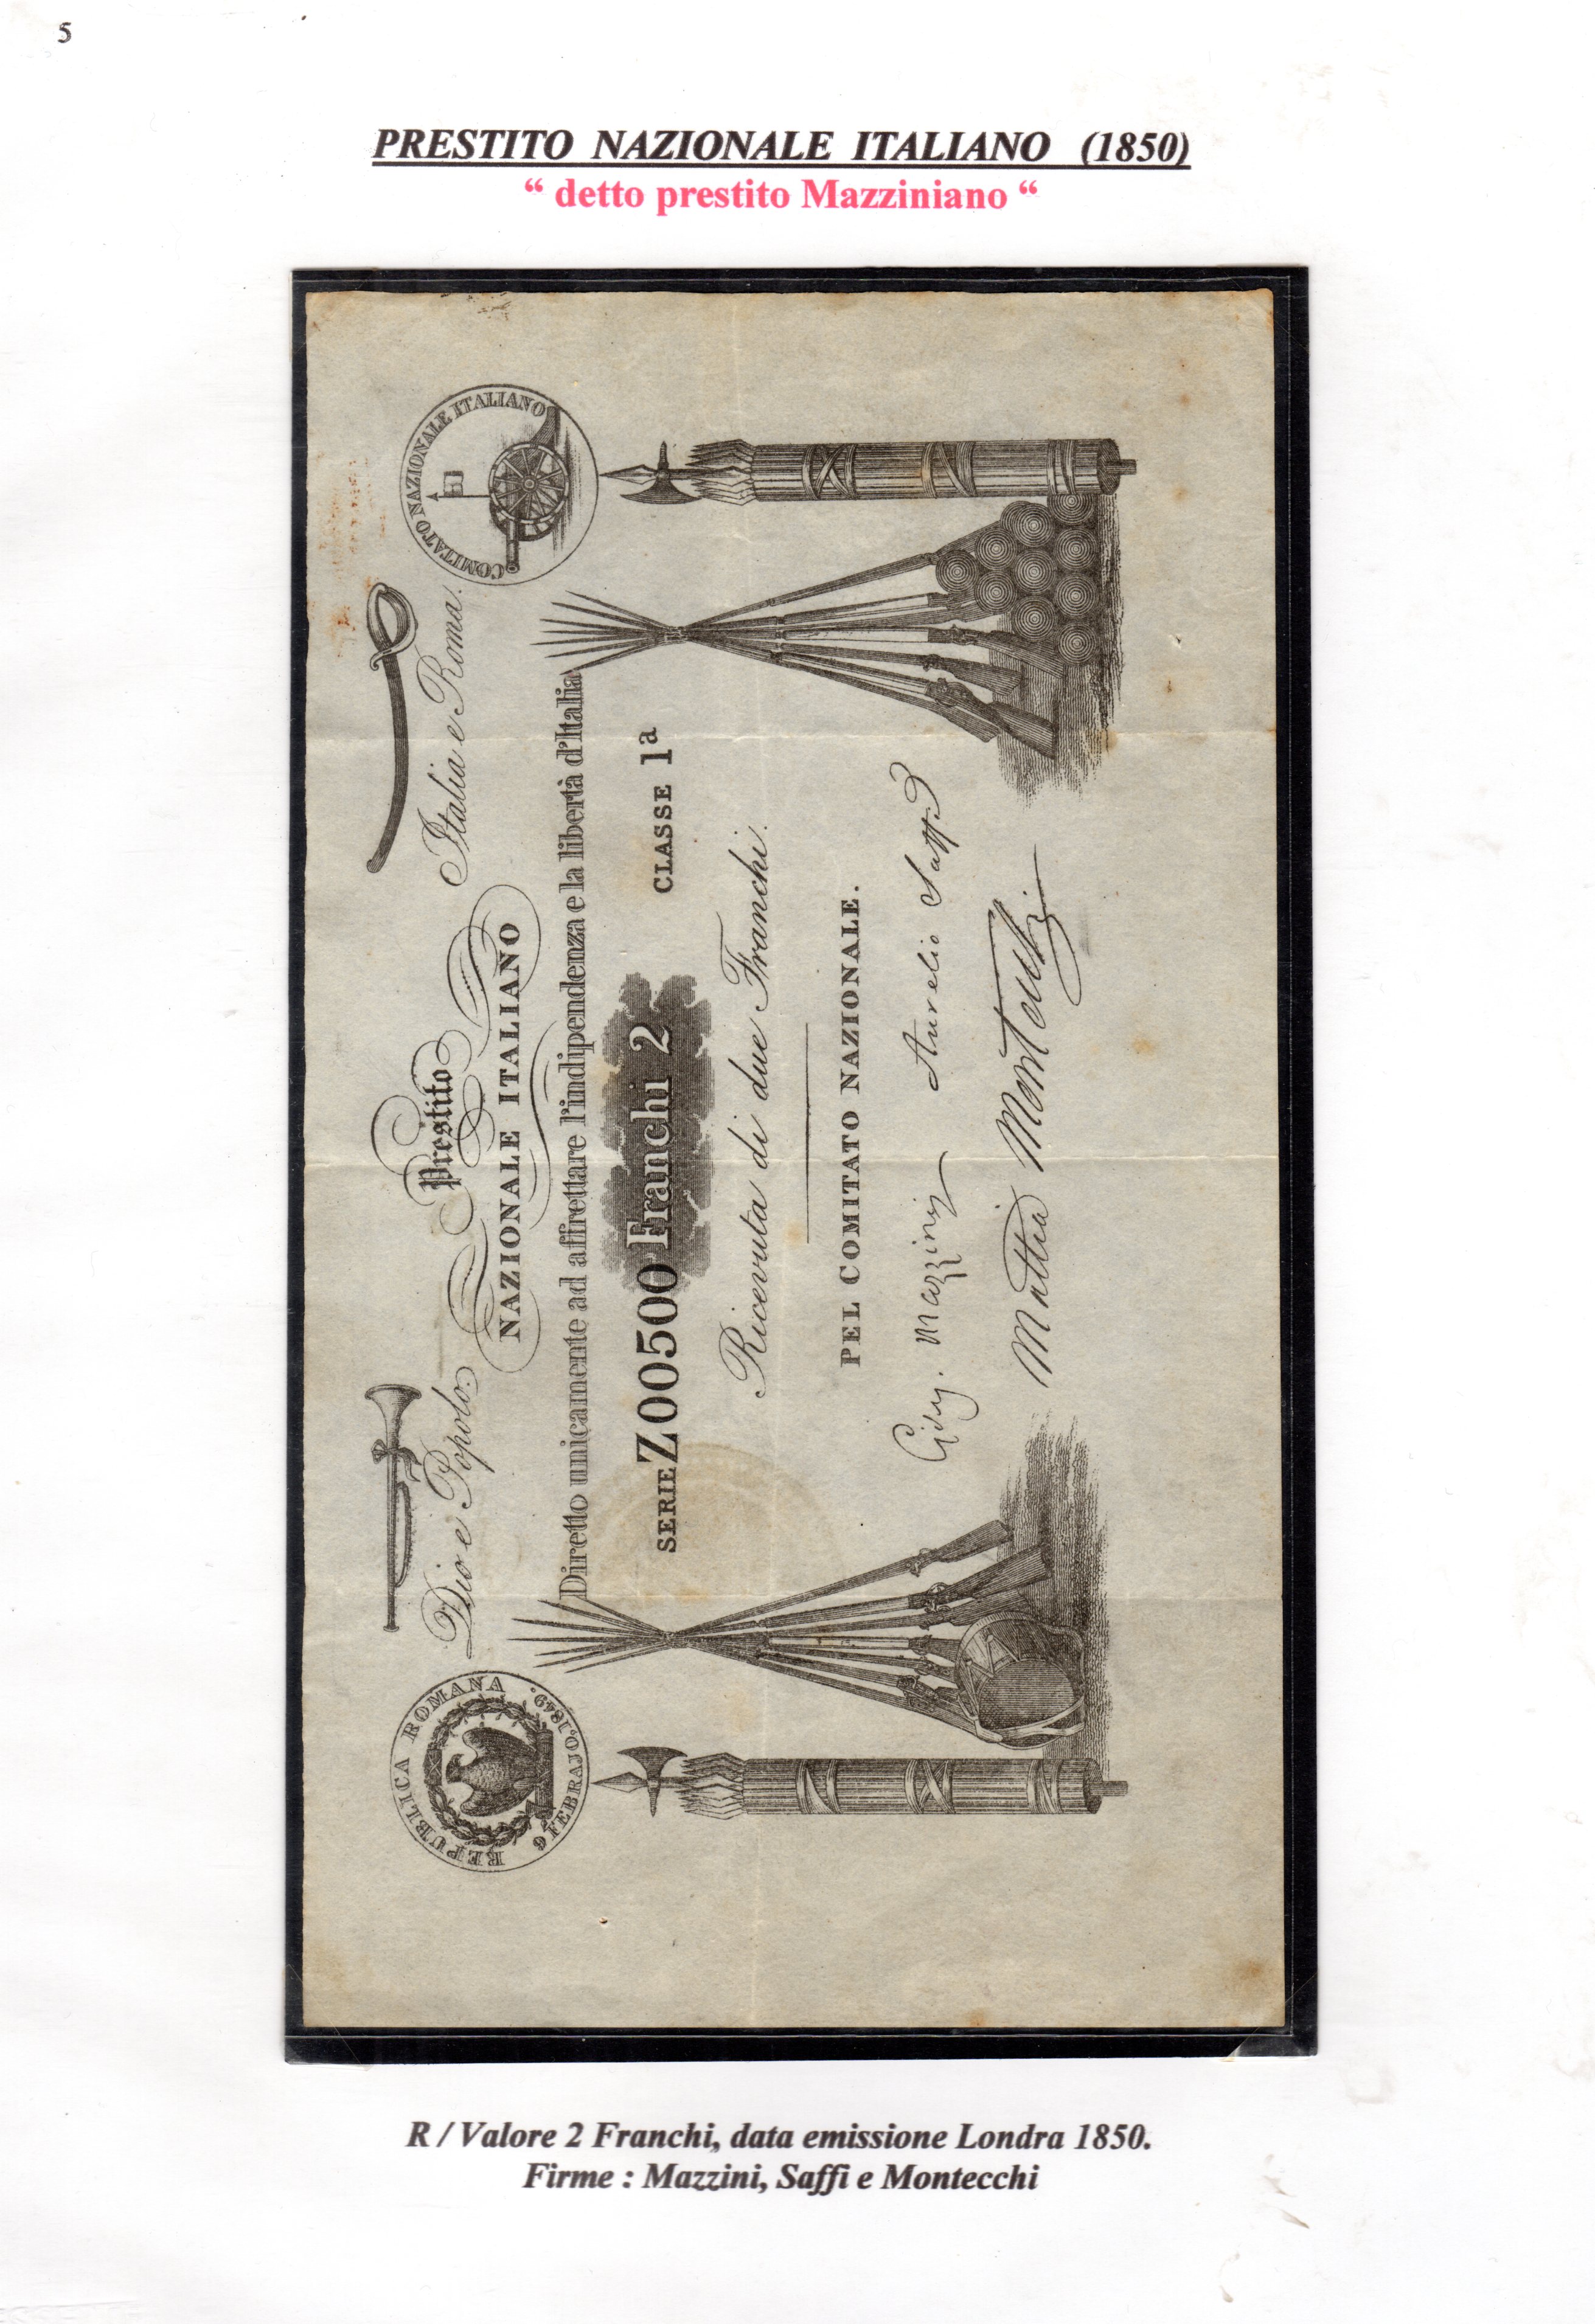 5
PRESTITO NAZIONALE ITALIANO (1850)
“ detto prestito Mazziniano “
REPUBLICA ROMANA
9 FEBRAJO. 1849.
COMITATO NAZIONALE ITALIANO
Dio e Popolo.
Italia e Roma.
Prestito
NAZIONALE ITALIANO
Diretto unicamente ad affrettare l'indipendenza e la libertà d'Italia
SERIE Z00500 Franchi 2 CLASSE 1a
Ricevuta di due Franchi.
PEL COMITATO NAZIONALE.
Gius. Mazzini Aurelio Saffi
Mattia Montecchi
R / Valore 2 Franchi, data emissione Londra 1850.
Firme : Mazzini, Saffi e Montecchi